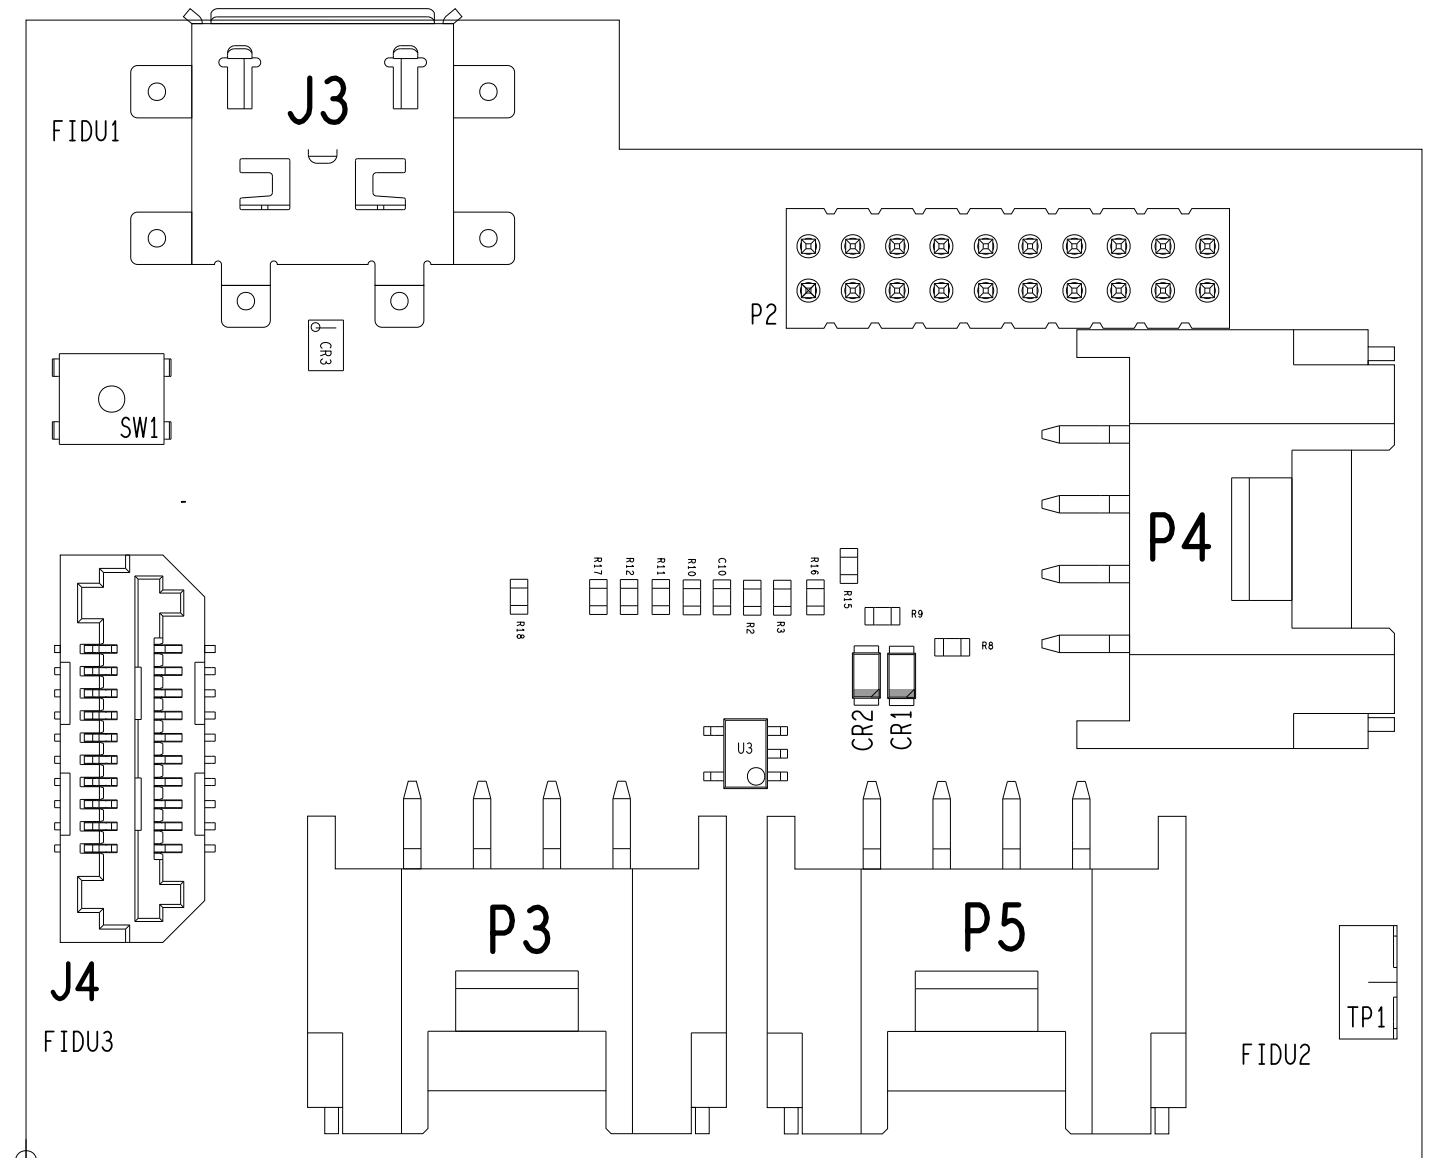 J3
FIDU1
P2
CR3
SW1
P4
R17
R12
R11
R10
C10
R16
R15
R18
R2
R3
R9
R8
CR2
CR1
U3
P3
P5
J4
TP1
FIDU3
FIDU2